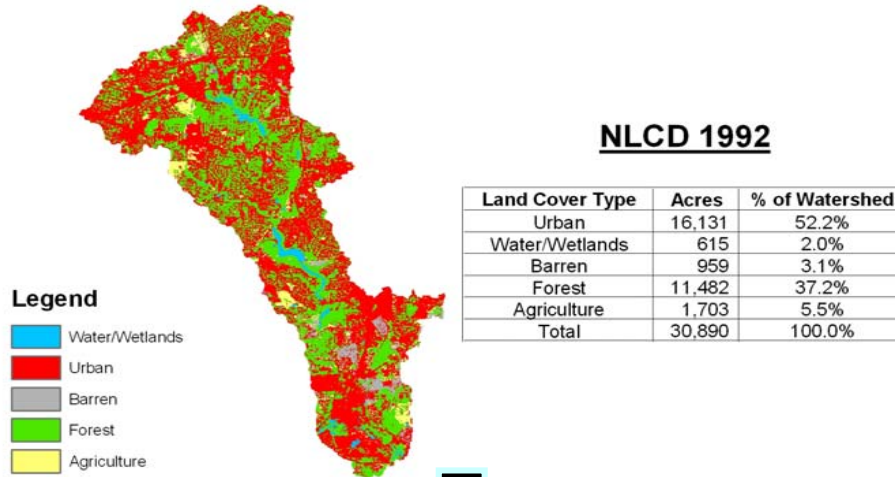 NLCD 1992
Land Cover Type Acres % of Watershed
Urban 16,131 52.2%
Water/Wetlands 615 2.0%
Barren 959 3.1%
Forest 11,482 37.2%
Agriculture 1,703 5.5%
Total 30,890 100.0%
Legend
Water/Wetlands
Urban
Barren
Forest
Agriculture